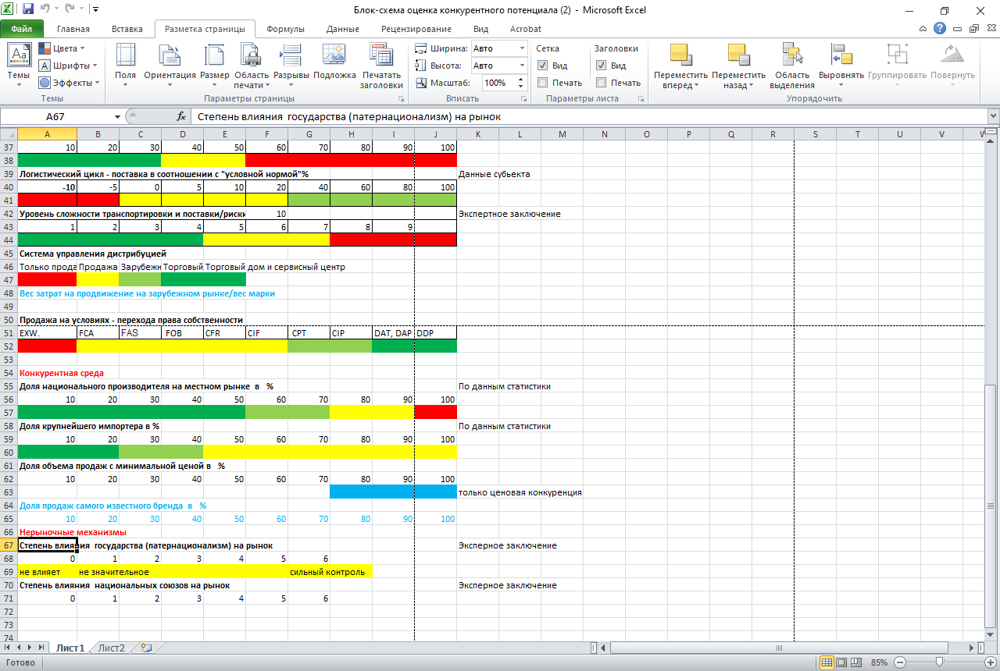 Блок-схема оценка конкурентного потенциала (2) - Microsoft Excel
Файл Главная Вставка Разметка страницы Формулы Данные Рецензирование Вид Acrobat
Темы Цвета Шрифты Эффекты
Поля Ориентация Размер Область печати Разрывы Подложка Печатать заголовки
Ширина: Авто
Высота: Авто
Масштаб: 100%
Сетка Заголовки
Вид Вид
Печать Печать
Переместить вперед Переместить назад Область выделения Выровнять Группировать Повернуть
Темы Параметры страницы Вписать Параметры листа Упорядочить
A67 fx Степень влияния государства (патернационализм) на рынок
A B C D E F G H I J K L M N O P Q R S T U V W
37 10 20 30 40 50 60 70 80 90 100
38
39 Логистический цикл - поставка в соотношении с "условной нормой"% Данные субьекта
40 -10 -5 0 5 10 20 40 60 80 100
41
42 Уровень сложности транспортировки и поставки/риски 10 Экспертное заключение
43 1 2 3 4 5 6 7 8 9
44
45 Система управления дистрибуцией
46 Только прода Продажа Зарубежн Торговый Торговый дом и сервисный центр
47
48 Вес затрат на продвижение на зарубежном рынке/вес марки
49
50 Продажа на условиях - перехода права собственности
51 EXW. FCA FAS FOB CFR CIF CPT CIP DAT, DAP DDP
52
53
54 Конкурентная среда
55 Доля национального производителя на местном рынке в % По данным статистики
56 10 20 30 40 50 60 70 80 90 100
57
58 Доля крупнейшего импортера в % По данным статистики
59 10 20 30 40 50 60 70 80 90 100
60
61 Доля объема продаж с минимальной ценой в %
62 10 20 30 40 50 60 70 80 90 100
63 только ценовая конкуренция
64 Доля продаж самого известного бренда в %
65 10 20 30 40 50 60 70 80 90 100
66 Нерыночные механизмы
67 Степень влияния государства (патернационализм) на рынок Эксперное заключение
68 0 1 2 3 4 5 6
69 не влияет не значительное сильный контроль
70 Степень влияния национальных союзов на рынок Эксперное заключение
71 0 1 2 3 4 5 6
72
73
74
Лист1 Лист2
Готово 85%